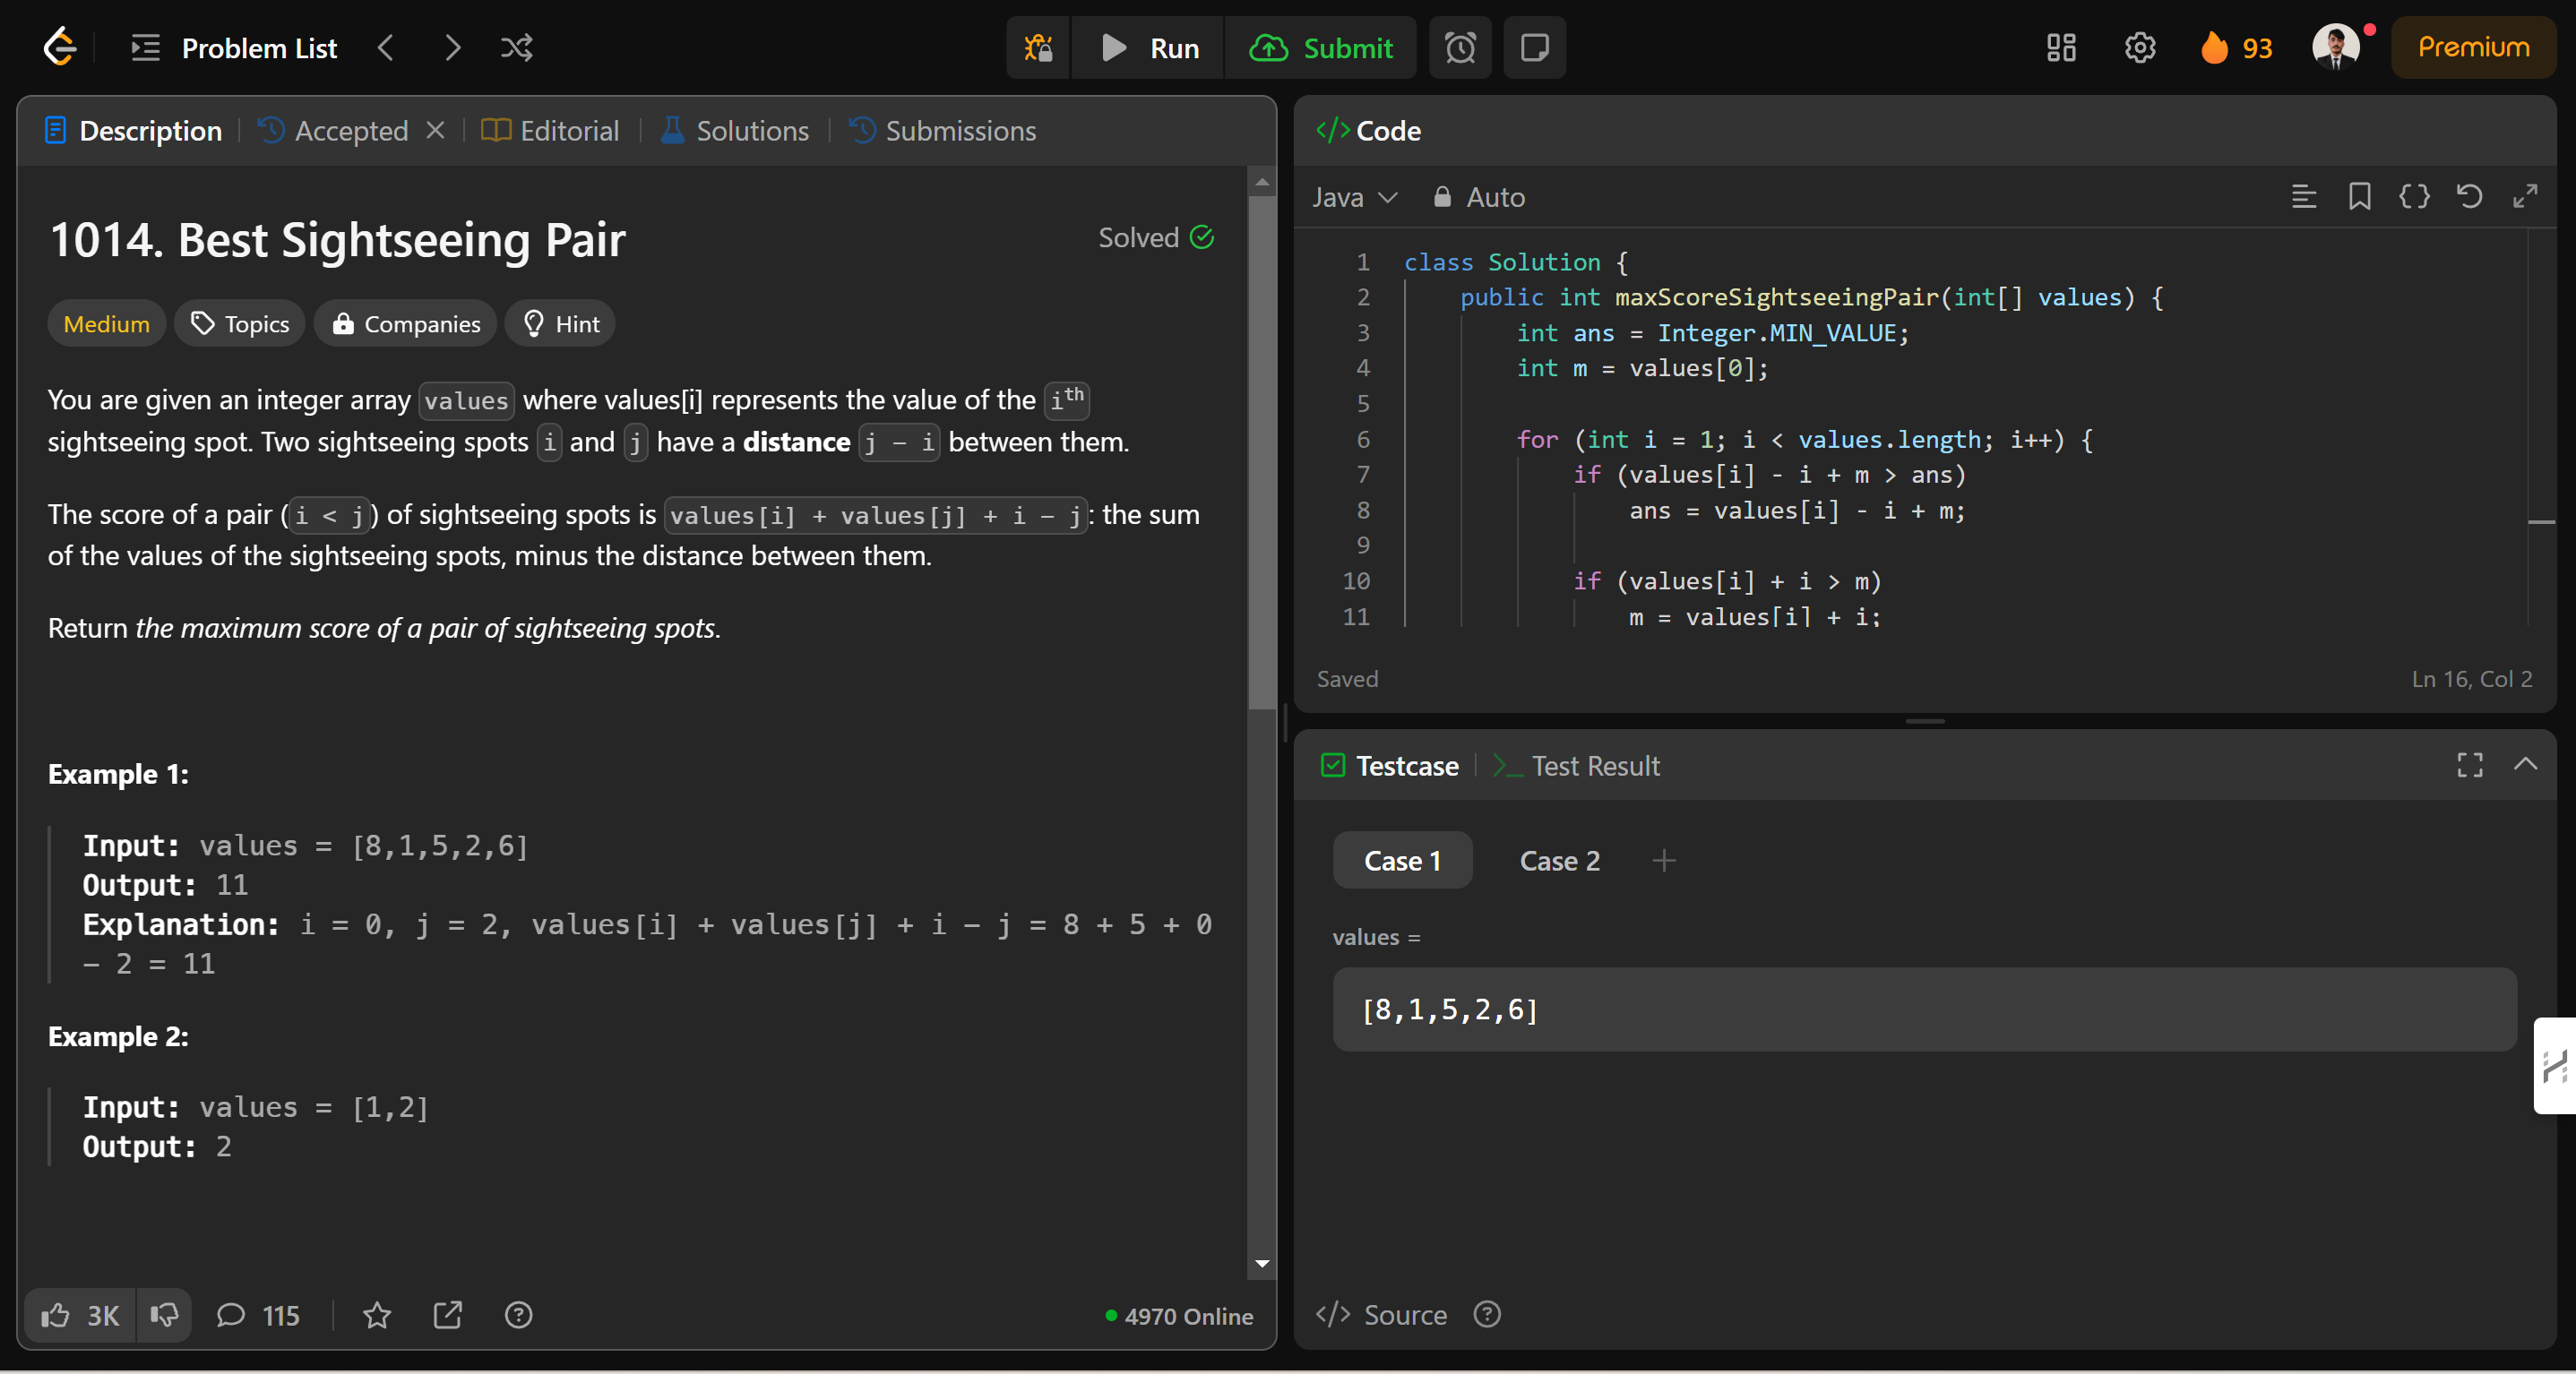 Problem List
Run
Submit
93
Premium
Description
Accepted
Editorial
Solutions
Submissions
1014. Best Sightseeing Pair
Solved
Medium
Topics
Companies
Hint
You are given an integer array values where values[i] represents the value of the ith
sightseeing spot. Two sightseeing spots i and j have a distance j - i between them.
The score of a pair (i < j) of sightseeing spots is values[i] + values[j] + i - j: the sum
of the values of the sightseeing spots, minus the distance between them.
Return the maximum score of a pair of sightseeing spots.
Example 1:
Input: values = [8,1,5,2,6]
Output: 11
Explanation: i = 0, j = 2, values[i] + values[j] + i - j = 8 + 5 + 0
- 2 = 11
Example 2:
Input: values = [1,2]
Output: 2
3K
115
4970 Online
Code
Java
Auto
1 class Solution {
2 public int maxScoreSightseeingPair(int[] values) {
3 int ans = Integer.MIN_VALUE;
4 int m = values[0];
5
6 for (int i = 1; i < values.length; i++) {
7 if (values[i] - i + m > ans)
8 ans = values[i] - i + m;
9
10 if (values[i] + i > m)
11 m = values[i] + i;
Saved
Ln 16, Col 2
Testcase
Test Result
Case 1
Case 2
values =
[8,1,5,2,6]
Source